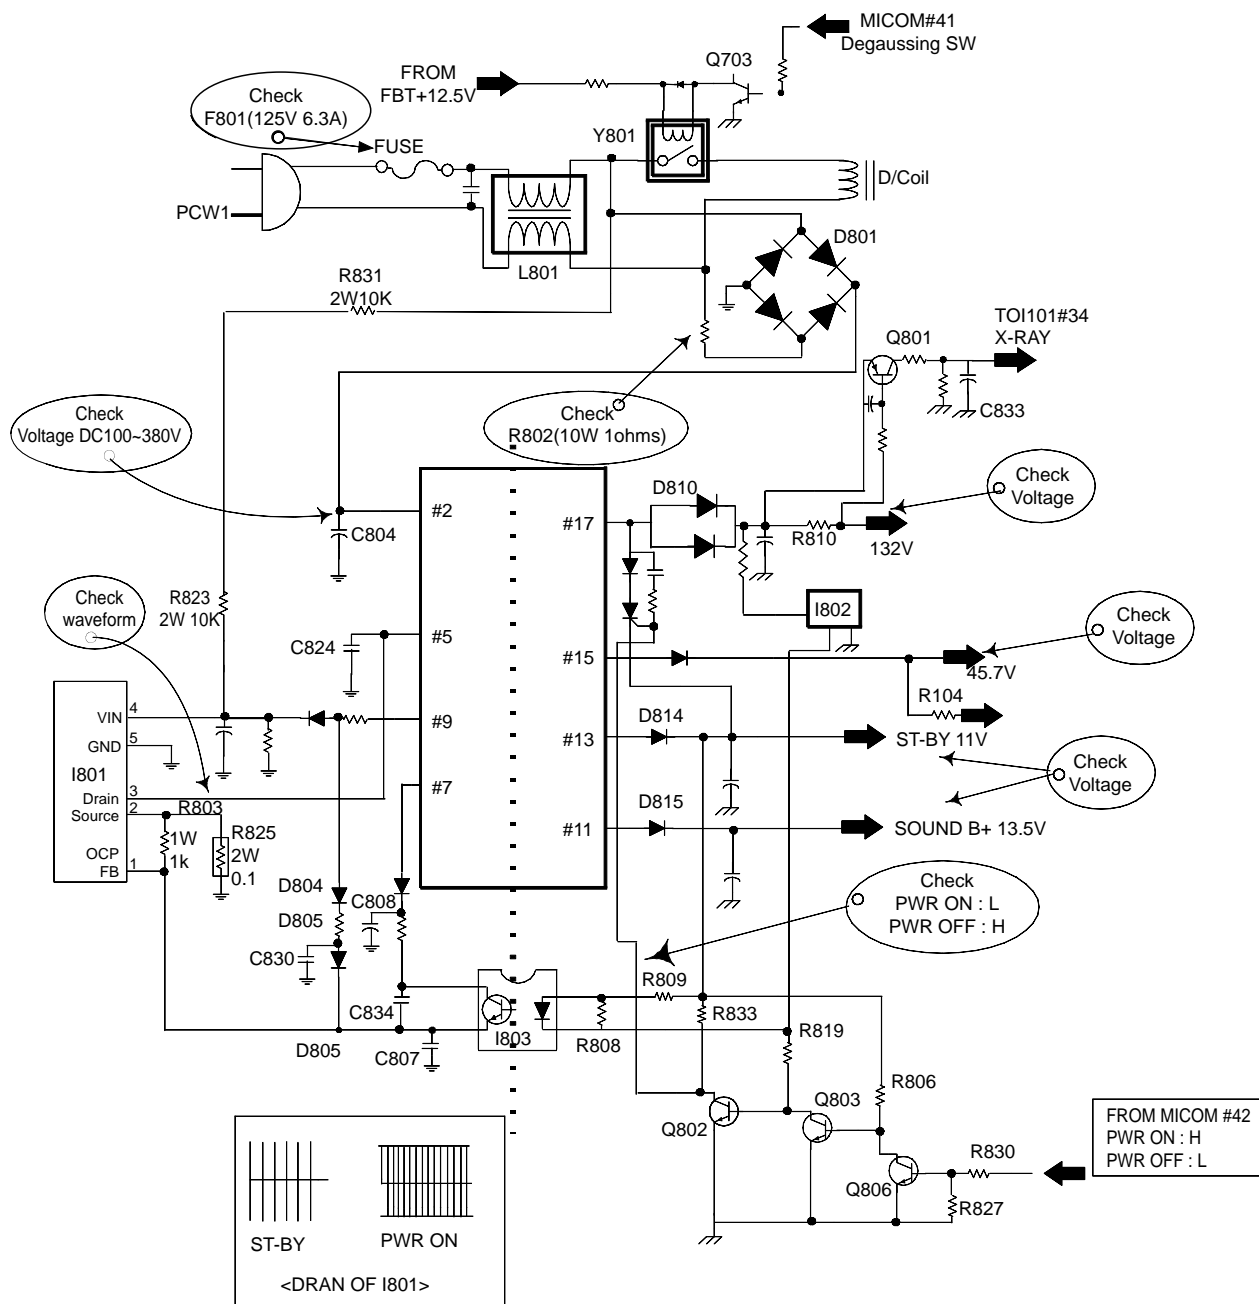 MICOM#41
Degaussing SW
Q703
FROM
FBT+12.5V
Check
F801(125V 6.3A)
FUSE
Y801
D/Coil
PCW1
D801
L801
R831
2W10K
TOI101#34
X-RAY
Q801
C833
Check
Voltage DC100~380V
Check
R802(10W 1ohms)
Check
Voltage
D810
#2
#17
C804
R810
132V
Check
waveform
R823
2W 10K
I802
Check
Voltage
C824
#5
#15
45.7V
R104
VIN
4
GND
5
I801
Drain
3
Source
2
OCP
FB
1
#9
D814
#13
ST-BY 11V
Check
Voltage
#7
R803
1W
1k
R825
2W
0.1
D815
#11
SOUND B+ 13.5V
D804
D805
C808
Check
PWR ON : L
PWR OFF : H
C830
C834
R809
R833
R819
I803
R808
D805
C807
R806
Q802
Q803
FROM MICOM #42
PWR ON : H
PWR OFF : L
R830
Q806
R827
ST-BY
PWR ON
<DRAN OF I801>